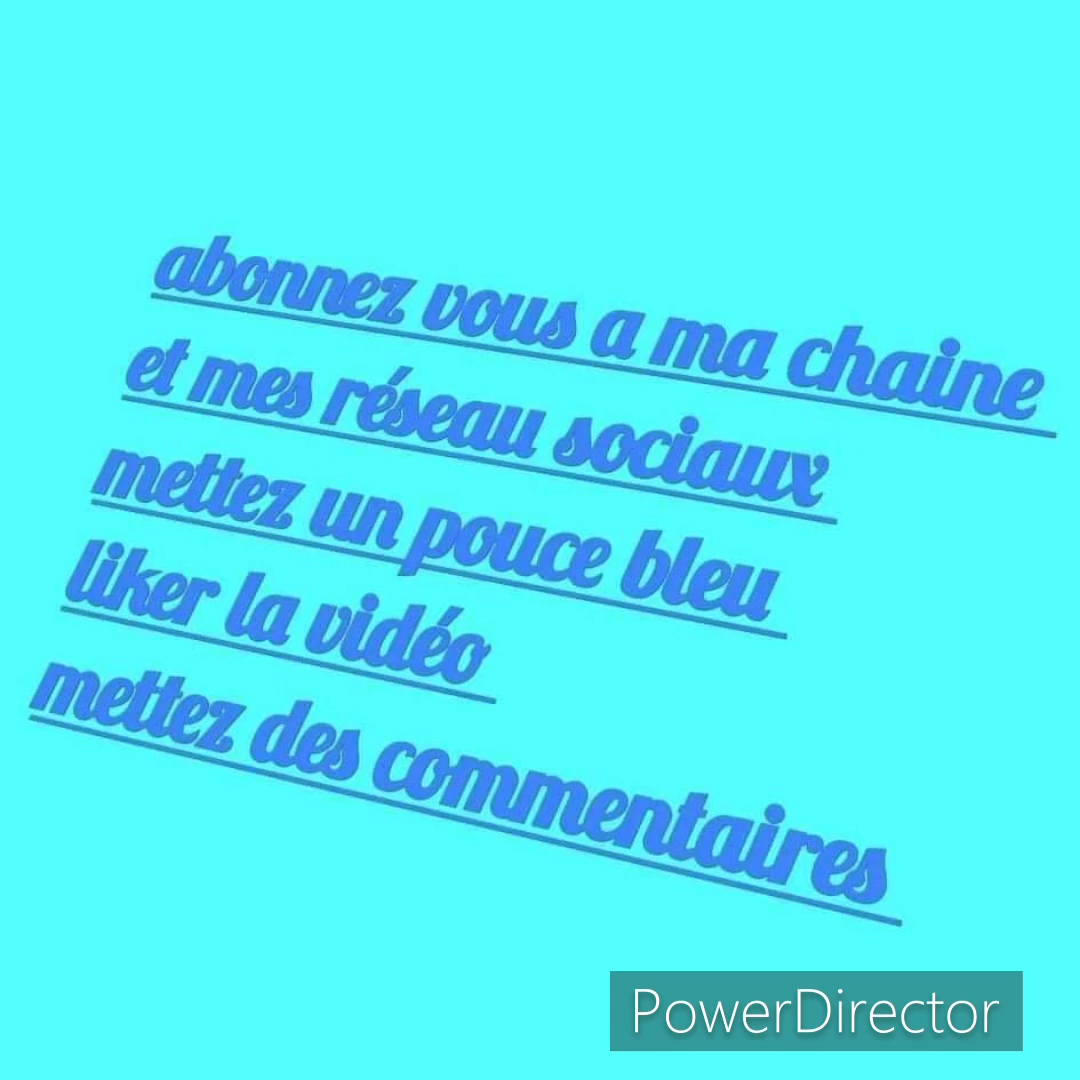 abonnez vous a ma chaine
et mes réseau sociaux
mettez un pouce bleu
liker la vidéo
mettez des commentaires
PowerDirector